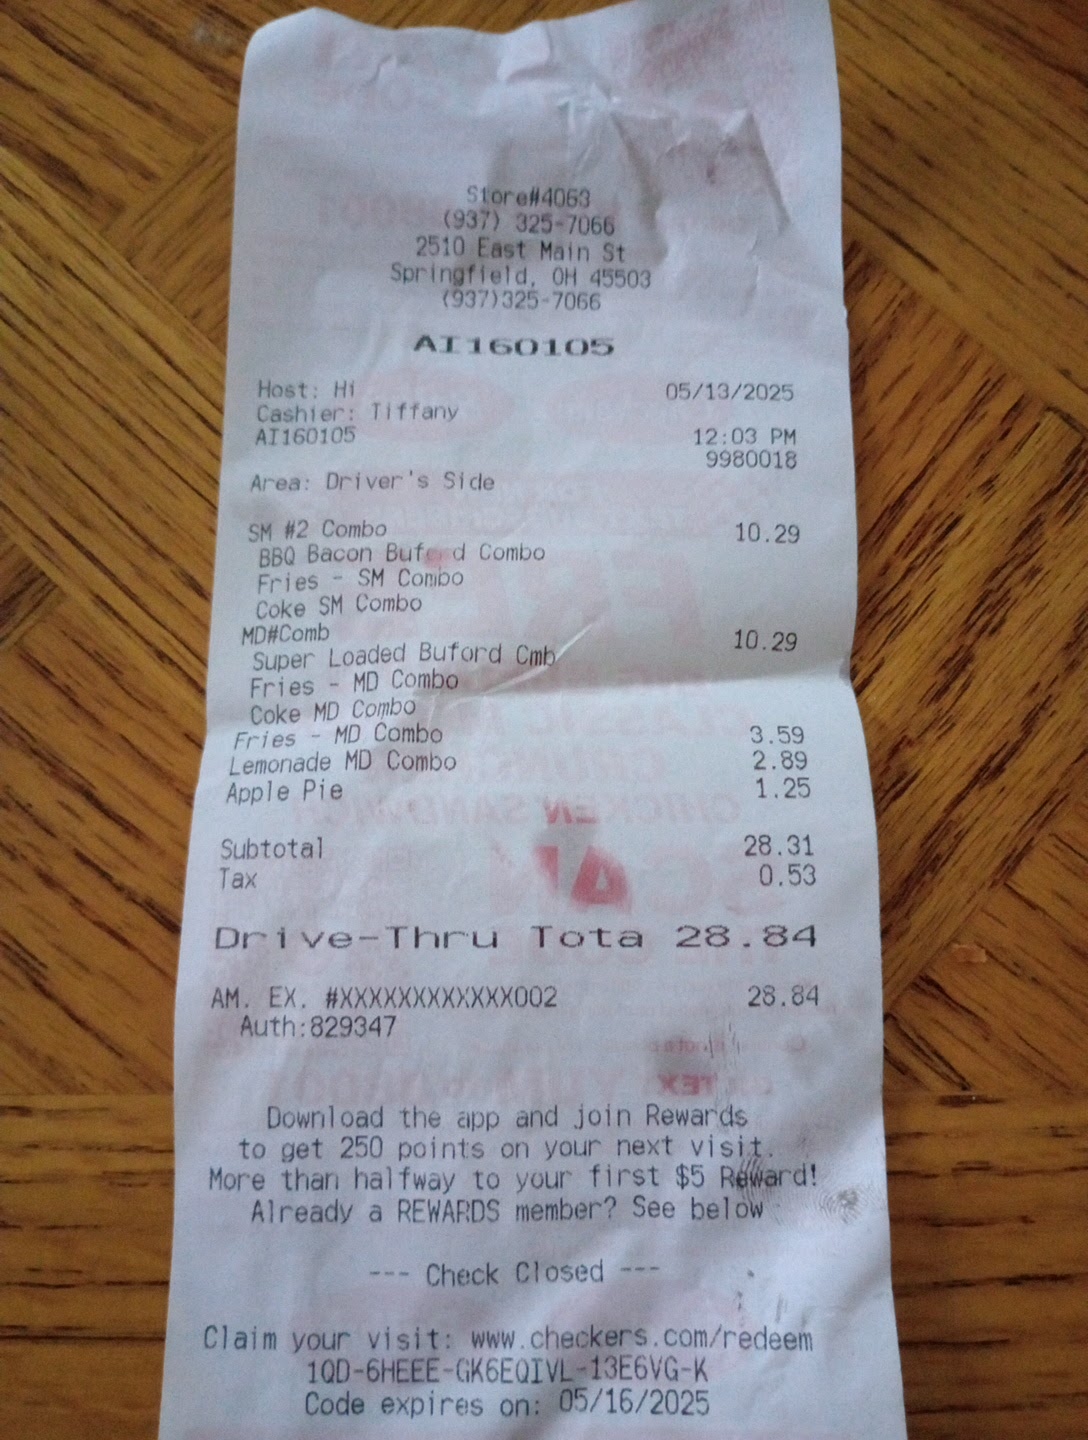 Store#4063
(937) 325-7066
2510 East Main St
Springfield, OH 45503
(937)325-7066
AI160105
Host: Hi 05/13/2025
Cashier: Tiffany
AI160105 12:03 PM
9980018
Area: Driver's Side
SM #2 Combo 10.29
BBQ Bacon Buford Combo
Fries - SM Combo
Coke SM Combo
MD#Comb 10.29
Super Loaded Buford Cmb
Fries - MD Combo
Coke MD Combo
Fries - MD Combo 3.59
Lemonade MD Combo 2.89
Apple Pie 1.25
Subtotal 28.31
Tax 0.53
Drive-Thru Tota 28.84
AM. EX. #XXXXXXXXXXXX002 28.84
Auth:829347
Download the app and join Rewards
to get 250 points on your next visit.
More than halfway to your first $5 Reward!
Already a REWARDS member? See below
--- Check Closed ---
Claim your visit: www.checkers.com/redeem
1QD-6HEEE-GK6EQIVL-13E6VG-K
Code expires on: 05/16/2025